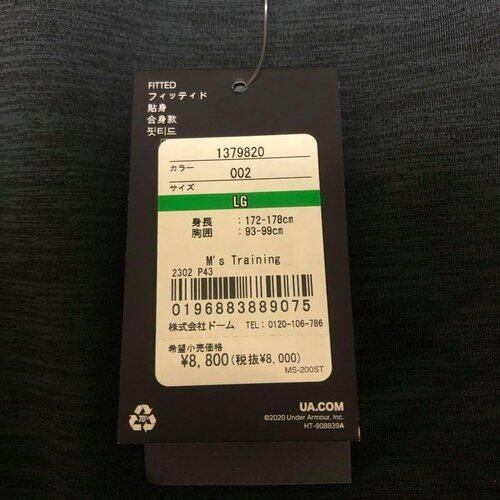 FITTED
フィッティド
貼身
合身款
핏티드
1379820
カラー
002
サイズ
LG
身長 :172-178cm
胸囲 :93-99cm
M's Training
2302 P43
0196883889075
株式会社ドーム TEL：0120-106-786
希望小売価格
¥8,800(税抜¥8,000)
MS-200ST
UA.COM
©2020 Under Armour, Inc.
HT-908839A